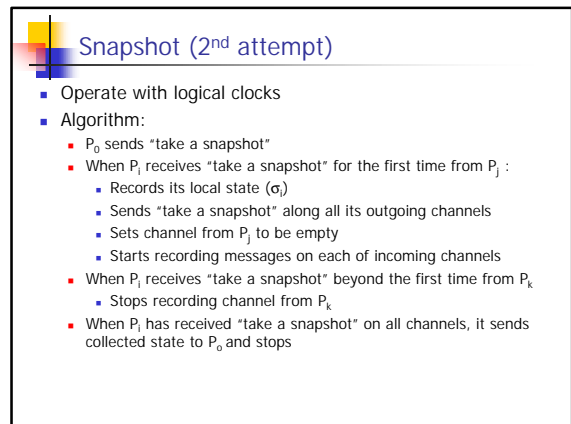 Snapshot (2nd attempt)
Operate with logical clocks
Algorithm:
P0 sends "take a snapshot"
When Pi receives "take a snapshot" for the first time from Pj :
Records its local state (σi)
Sends "take a snapshot" along all its outgoing channels
Sets channel from Pj to be empty
Starts recording messages on each of incoming channels
When Pi receives "take a snapshot" beyond the first time from Pk
Stops recording channel from Pk
When Pi has received "take a snapshot" on all channels, it sends
collected state to Po and stops